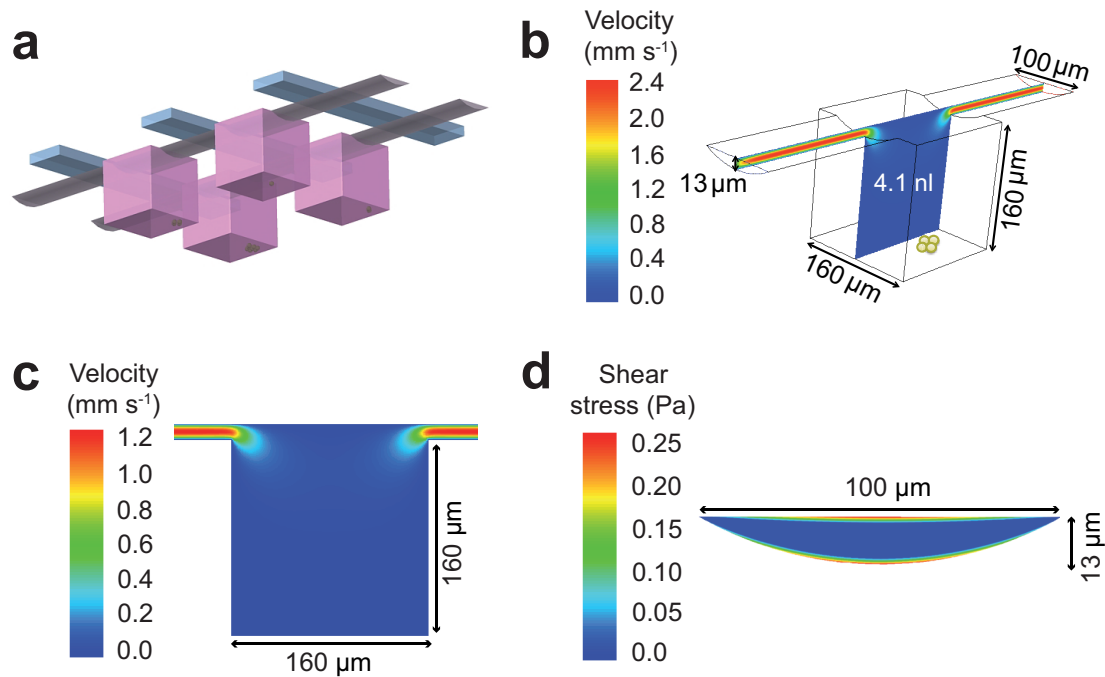 a
b
Velocity
(mm s-1)
2.4
2.0
1.6
1.2
0.8
0.4
0.0
100 µm
13 µm
4.1 nl
160 µm
160 µm
c
Velocity
(mm s-1)
1.2
1.0
0.8
0.6
0.4
0.2
0.0
160 µm
160 µm
d
Shear
stress (Pa)
0.25
0.20
0.15
0.10
0.05
0.0
100 µm
13 µm